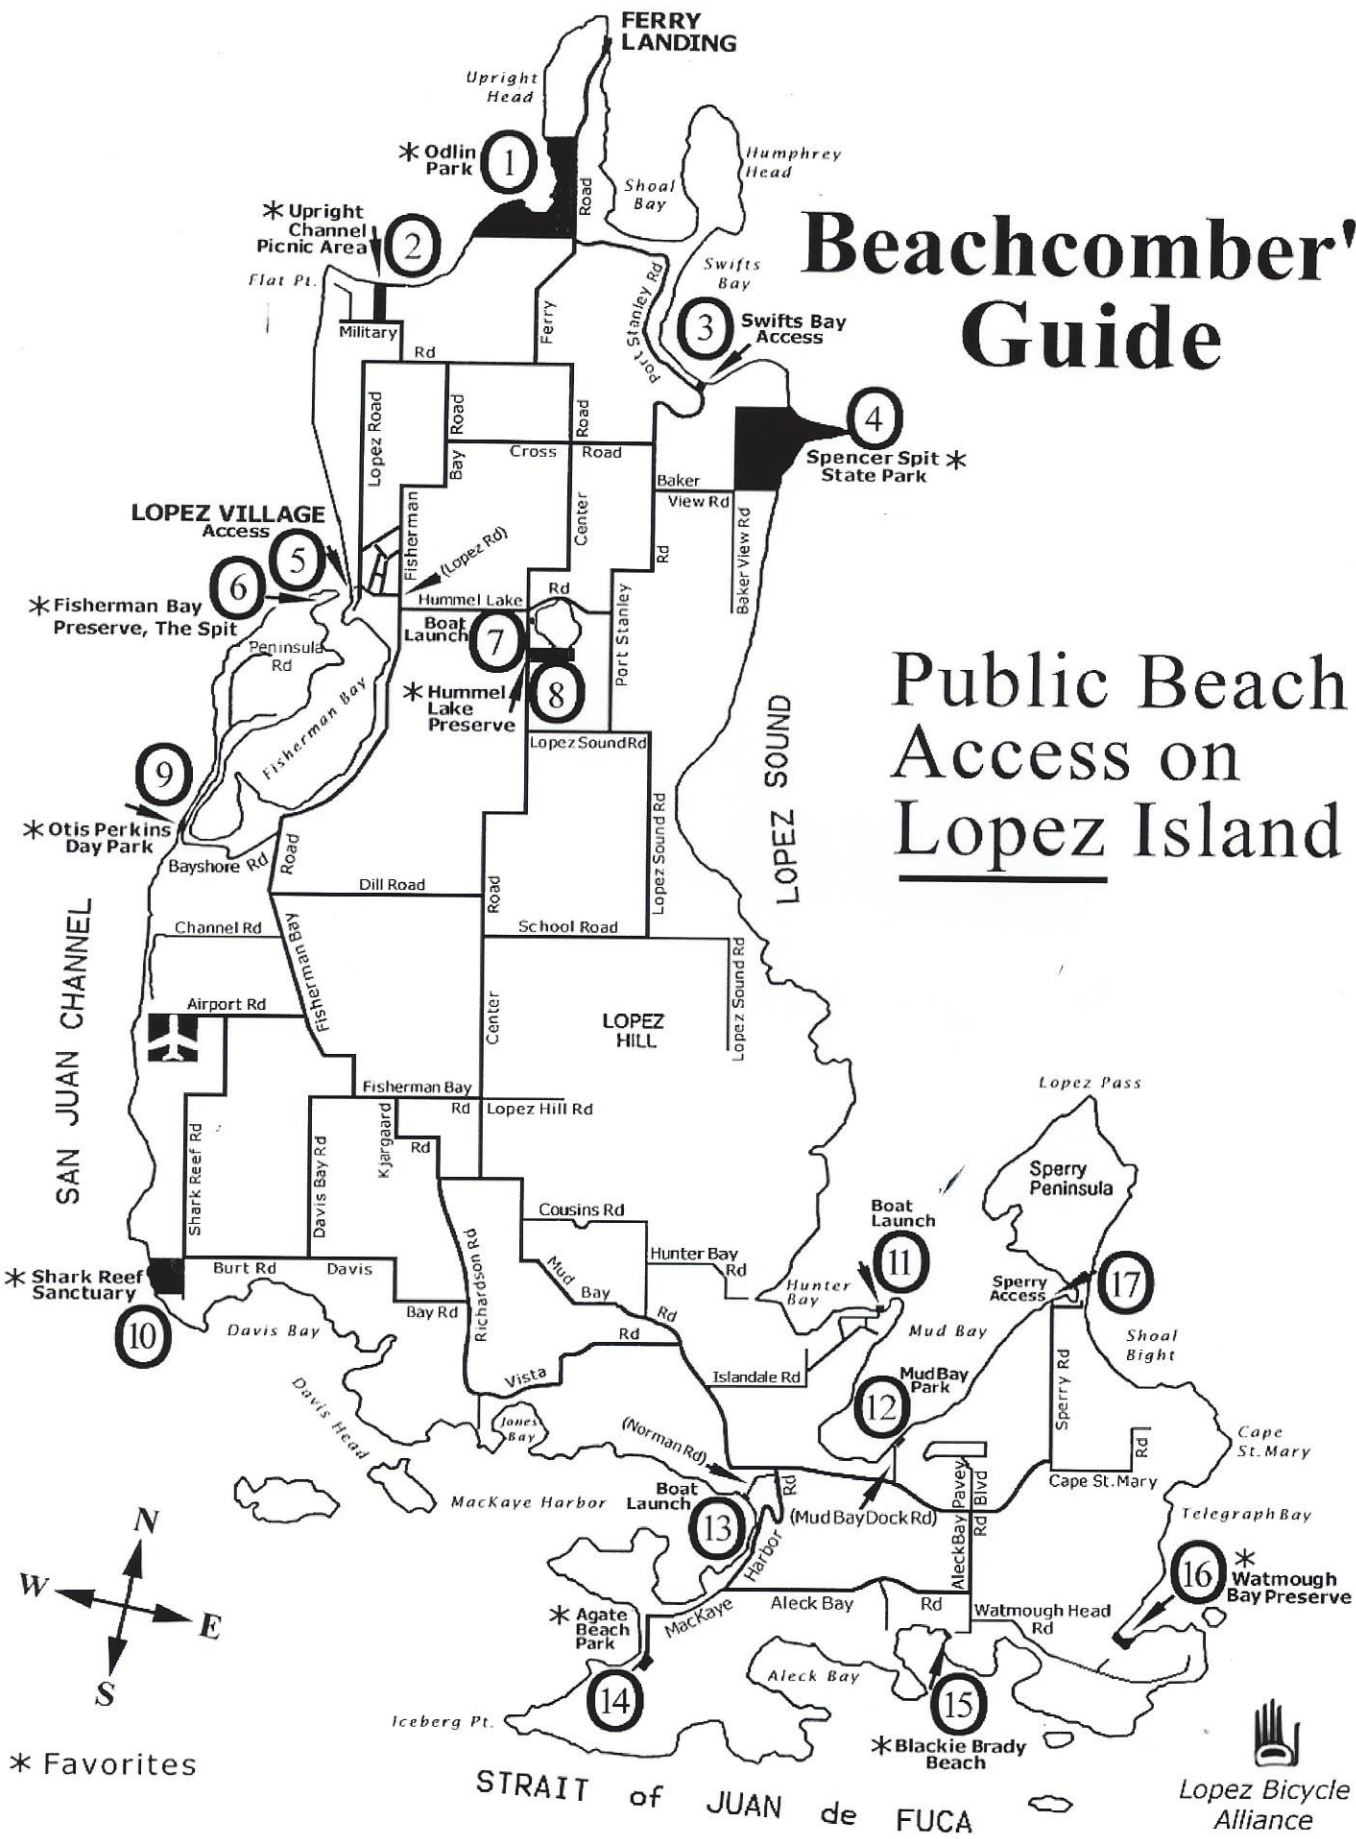 FERRY
LANDING
Upright
Head
* Odlin
Park
1
Road
Shoal
Bay
Humphrey
Head
* Upright
Channel
Picnic Area
2
Flat Pt.
Beachcomber'
Guide
Swifts
Bay
Port Stanley Rd
3
Swifts Bay
Access
Military
Rd
Ferry
4
Spencer Spit *
State Park
Lopez Road
Road
Bay
Road
Cross
Road
Baker
View Rd
Baker View Rd
Center
Rd
LOPEZ VILLAGE
Access
5
Fisherman
(Lopez Rd)
6
* Fisherman Bay
Preserve, The Spit
Hummel Lake
Rd
Boat
Launch
7
Port Stanley
Peninsula
Rd
Fisherman Bay
* Hummel
Lake
Preserve
8
Public Beach
Access on
Lopez Island
LOPEZ SOUND
Lopez Sound Rd
Lopez Sound Rd
9
* Otis Perkins
Day Park
Bayshore Rd
Road
Dill Road
Road
Channel Rd
School Road
Fisherman Bay
Lopez Sound Rd
SAN JUAN CHANNEL
Airport Rd
Center
LOPEZ
HILL
Fisherman Bay
Rd
Lopez Hill Rd
Lopez Pass
Kjargaard
Rd
Shark Reef Rd
Davis Bay Rd
Sperry
Peninsula
Cousins Rd
Boat
Launch
11
Richardson Rd
Hunter Bay
Rd
Mud
Bay
Rd
Hunter
Bay
* Shark Reef
Sanctuary
10
Burt Rd
Davis
Bay Rd
Sperry
Access
17
Davis Bay
Mud Bay
Shoal
Bight
Rd
Vista
Islandale Rd
Mud Bay
Park
12
Sperry Rd
Davis Head
Jones
Bay
(Norman Rd)
Cape
St. Mary
Rd
Cape St. Mary
MacKaye Harbor
Boat
Launch
13
Rd
(Mud Bay Dock Rd)
Pavey
Blvd
Aleck Bay
Rd
Telegraph Bay
16
*
Watmough
Bay Preserve
Harbor
MacKaye
Aleck Bay
Rd
Watmough Head
Rd
* Agate
Beach
Park
14
Aleck Bay
15
* Blackie Brady
Beach
Iceberg Pt.
N
W
E
S
* Favorites
STRAIT of JUAN de FUCA
Lopez Bicycle
Alliance